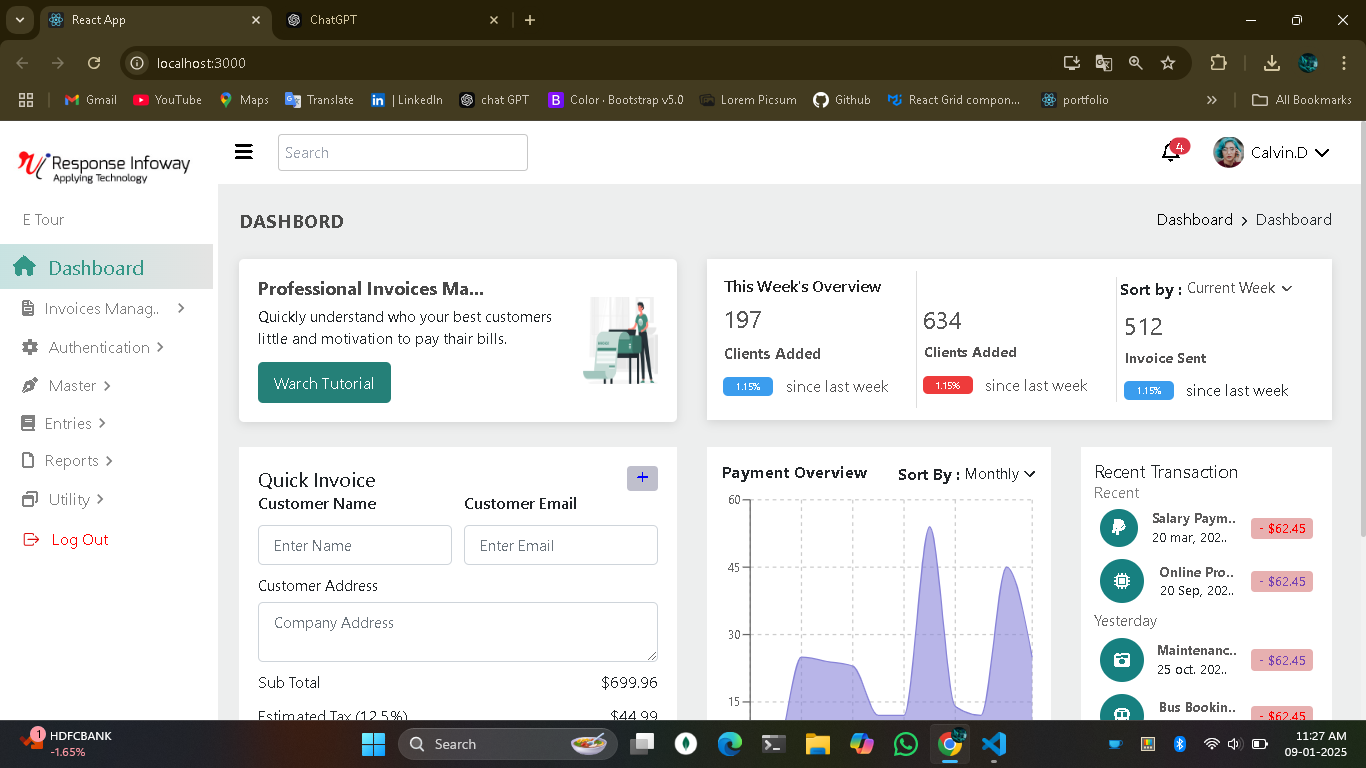 React App
ChatGPT
localhost:3000
Gmail
YouTube
Maps
Translate
| LinkedIn
chat GPT
Color · Bootstrap v5.0
Lorem Picsum
Github
React Grid compon...
portfolio
All Bookmarks
Response Infoway
Applying Technology
Search
4
Calvin.D
E Tour
Dashboard
Invoices Manag..
Authentication
Master
Entries
Reports
Utility
Log Out
DASHBORD
Dashboard > Dashboard
Professional Invoices Ma...
Quickly understand who your best customers
little and motivation to pay thair bills.
Warch Tutorial
This Week's Overview
197
Clients Added
1.15% since last week
634
Clients Added
1.15% since last week
Sort by : Current Week
512
Invoice Sent
1.15% since last week
Quick Invoice
+
Customer Name
Customer Email
Enter Name
Enter Email
Customer Address
Company Address
Sub Total $699.96
Estimated Tax (12.5%) $44.99
Payment Overview
Sort By : Monthly
60
45
30
15
Recent Transaction
Recent
Salary Paym..
20 mar, 202..
- $62.45
Online Pro..
20 Sep, 202..
- $62.45
Yesterday
Maintenanc..
25 oct. 202..
- $62.45
Bus Bookin..
- $62.45
1
HDFCBANK
-1.65%
Search
11:27 AM
09-01-2025